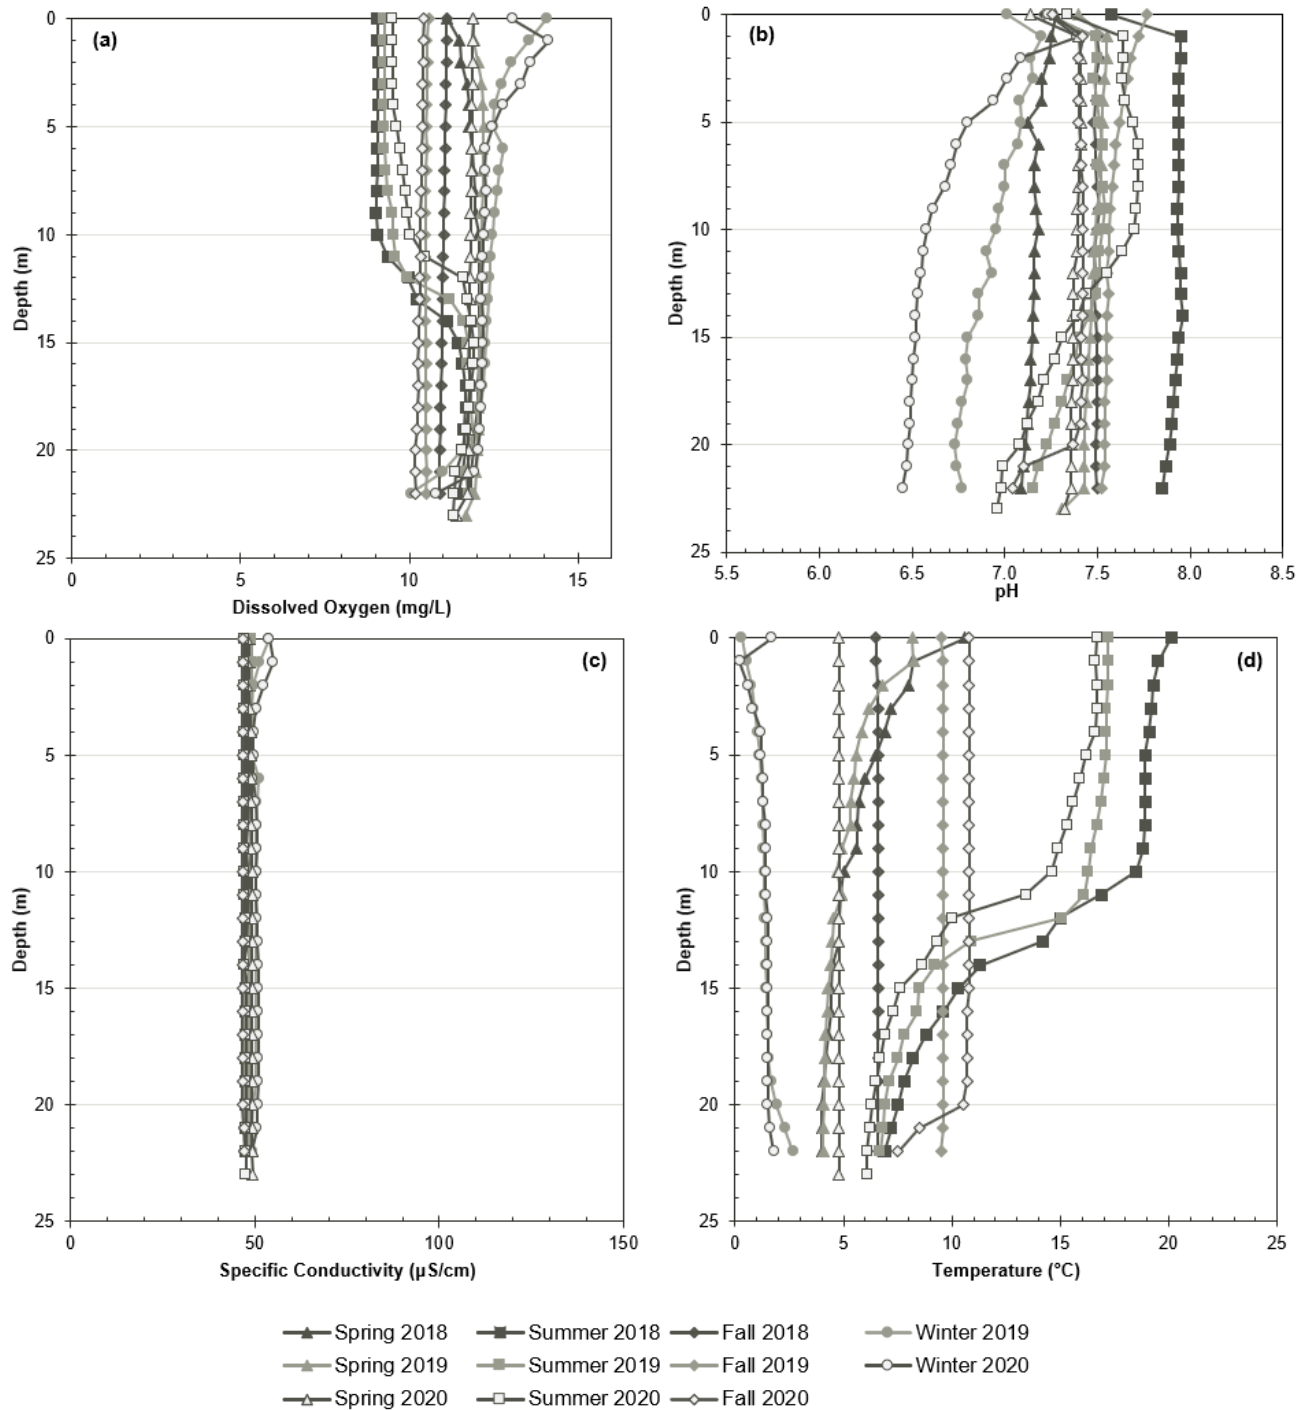 (a)
0
5
10
15
20
25
Depth (m)
0 5 10 15
Dissolved Oxygen (mg/L)
(b)
0
5
10
15
20
25
Depth (m)
5.5 6.0 6.5 7.0 7.5 8.0 8.5
pH
(c)
0
5
10
15
20
25
Depth (m)
0 50 100 150
Specific Conductivity (µS/cm)
(d)
0
5
10
15
20
25
Depth (m)
0 5 10 15 20 25
Temperature (°C)
Spring 2018 Summer 2018 Fall 2018 Winter 2019
Spring 2019 Summer 2019 Fall 2019 Winter 2020
Spring 2020 Summer 2020 Fall 2020